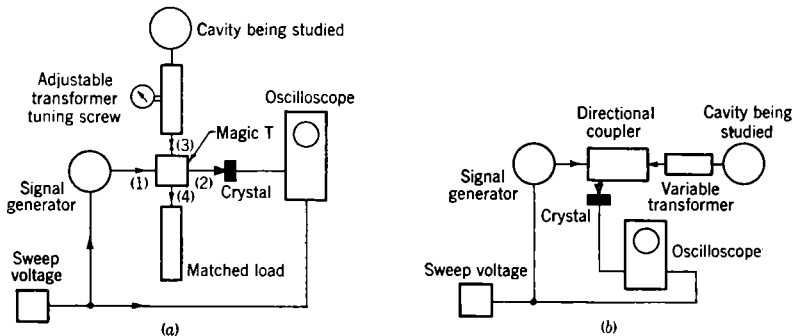 Cavity being studied
Adjustable
transformer
tuning screw
Oscilloscope
(3)
Magic T
(1)
(2)
(4)
Signal
generator
Crystal
Sweep
voltage
Matched load
(a)
Directional
coupler
Cavity being
studied
Signal
generator
Variable
transformer
Crystal
Oscilloscope
Sweep voltage
(b)